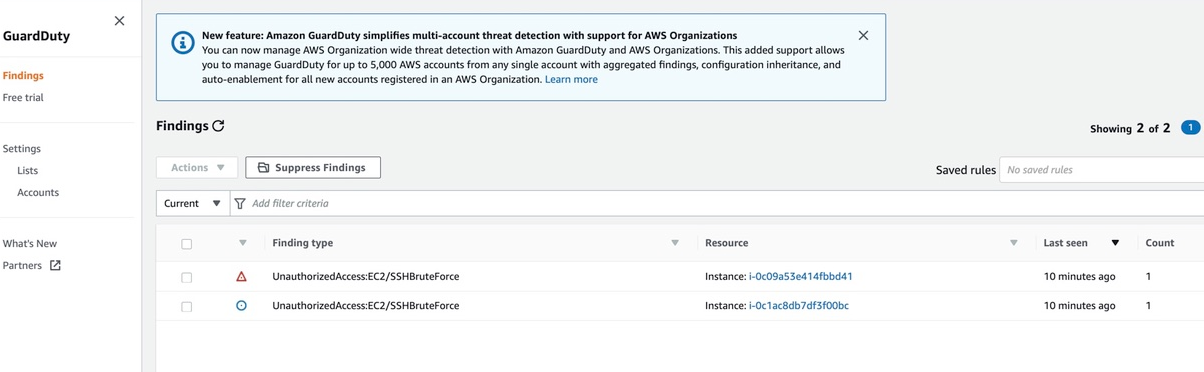 GuardDuty
Findings
Free trial
Settings
Lists
Accounts
What's New
Partners
New feature: Amazon GuardDuty simplifies multi-account threat detection with support for AWS Organizations
You can now manage AWS Organization wide threat detection with Amazon GuardDuty and AWS Organizations. This added support allows
you to manage GuardDuty for up to 5,000 AWS accounts from any single account with aggregated findings, configuration inheritance, and
auto-enablement for all new accounts registered in an AWS Organization. Learn more
Findings
Showing 2 of 2 1
Actions Suppress Findings
Saved rules No saved rules
Current Add filter criteria
Finding type Resource Last seen Count
UnauthorizedAccess:EC2/SSHBruteForce Instance: i-0c09a53e414fbbd41 10 minutes ago 1
UnauthorizedAccess:EC2/SSHBruteForce Instance: i-0c1ac8db7df3f00bc 10 minutes ago 1